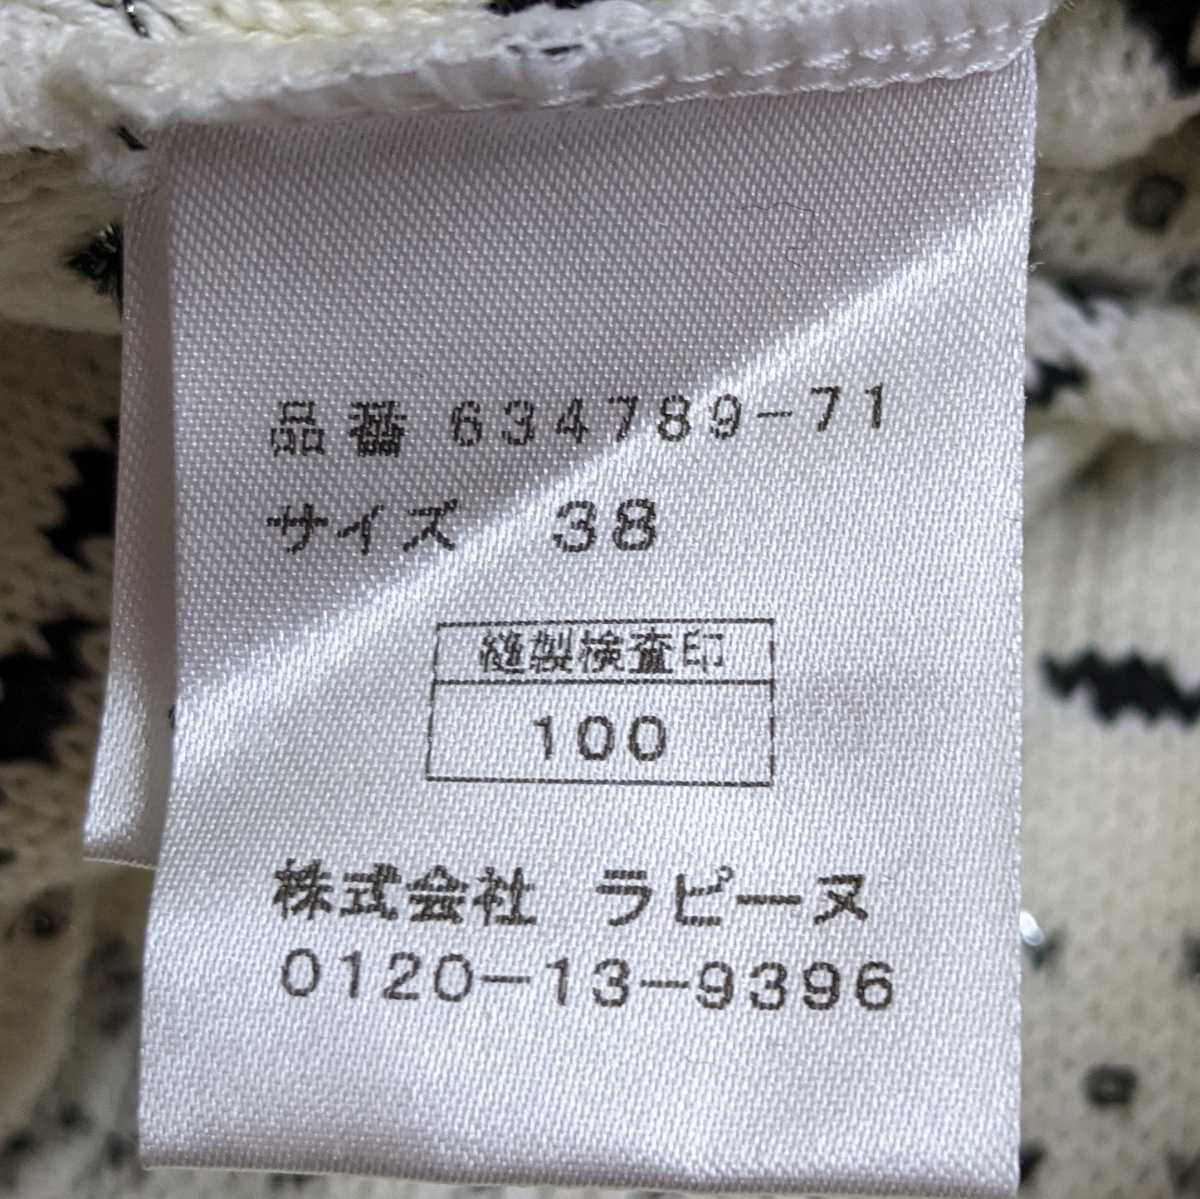 品番 634789-71
サイズ 38
縫製検査印
100
株式会社 ラピーヌ
0120-13-9396